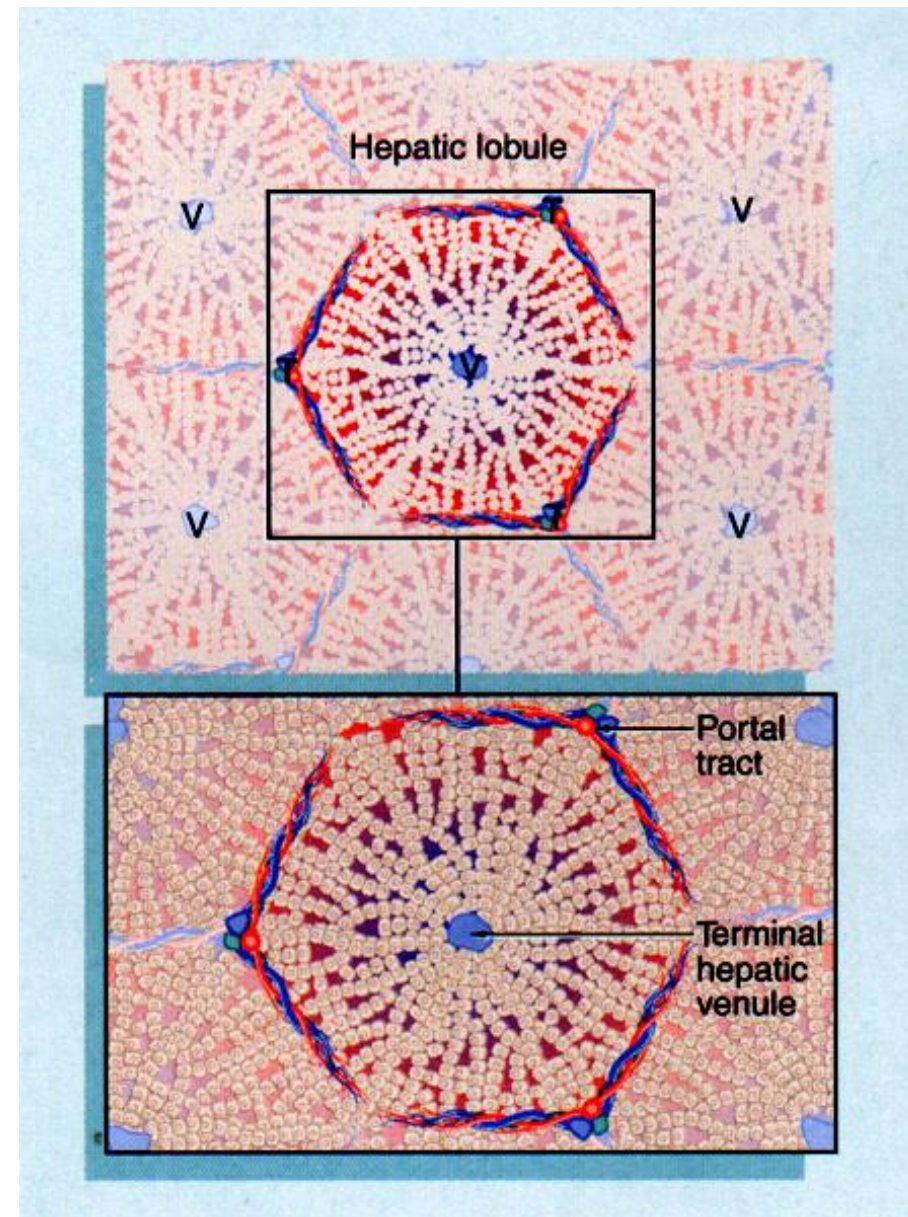 Hepatic lobule
V
V
V
V
V
Portal
tract
Terminal
hepatic
venule